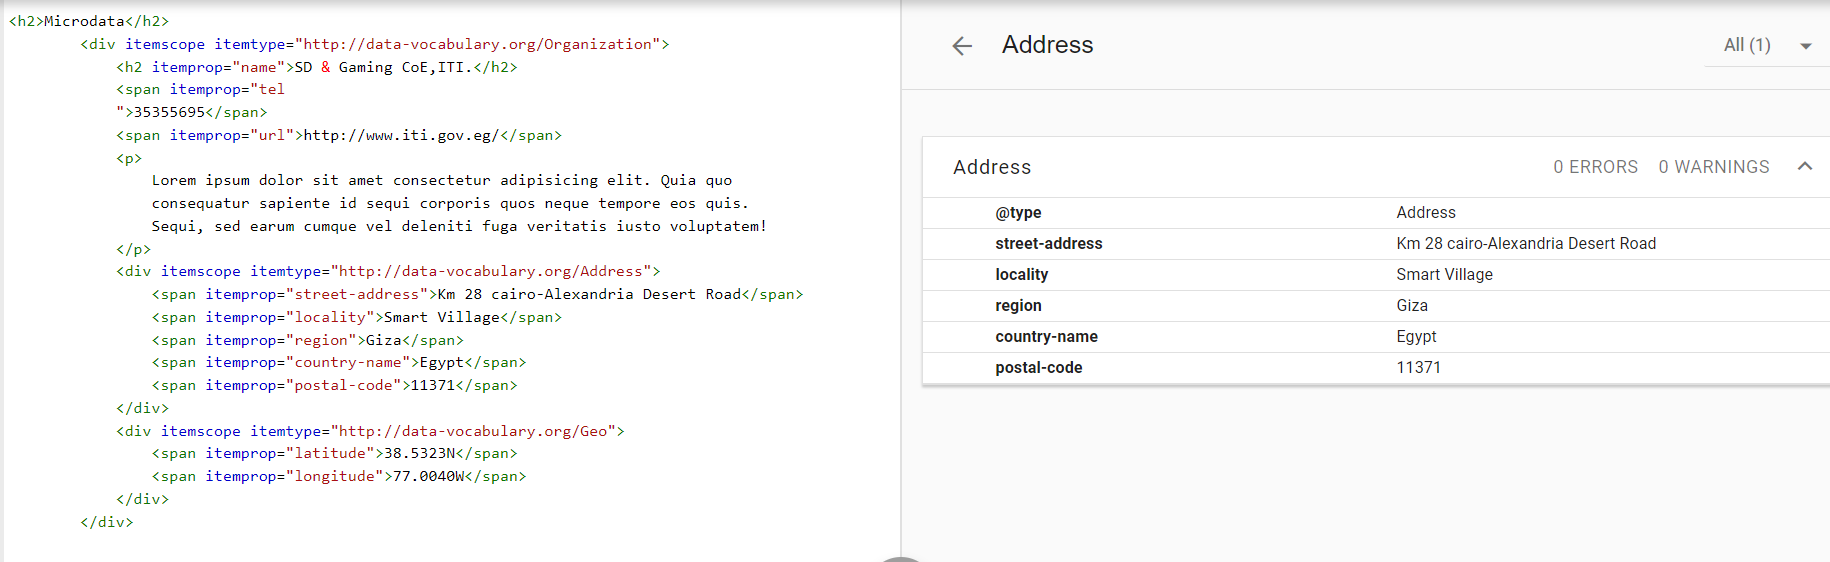 <h2>Microdata</h2>
<div itemscope itemtype="http://data-vocabulary.org/Organization">
<h2 itemprop="name">SD & Gaming CoE,ITI.</h2>
<span itemprop="tel
">35355695</span>
<span itemprop="url">http://www.iti.gov.eg/</span>
<p>
Lorem ipsum dolor sit amet consectetur adipisicing elit. Quia quo
consequatur sapiente id sequi corporis quos neque tempore eos quis.
Sequi, sed earum cumque vel deleniti fuga veritatis iusto voluptatem!
</p>
<div itemscope itemtype="http://data-vocabulary.org/Address">
<span itemprop="street-address">Km 28 cairo-Alexandria Desert Road</span>
<span itemprop="locality">Smart Village</span>
<span itemprop="region">Giza</span>
<span itemprop="country-name">Egypt</span>
<span itemprop="postal-code">11371</span>
</div>
<div itemscope itemtype="http://data-vocabulary.org/Geo">
<span itemprop="latitude">38.5323N</span>
<span itemprop="longitude">77.0040W</span>
</div>
</div>
Address
All (1)
Address 0 ERRORS 0 WARNINGS
@type Address
street-address Km 28 cairo-Alexandria Desert Road
locality Smart Village
region Giza
country-name Egypt
postal-code 11371